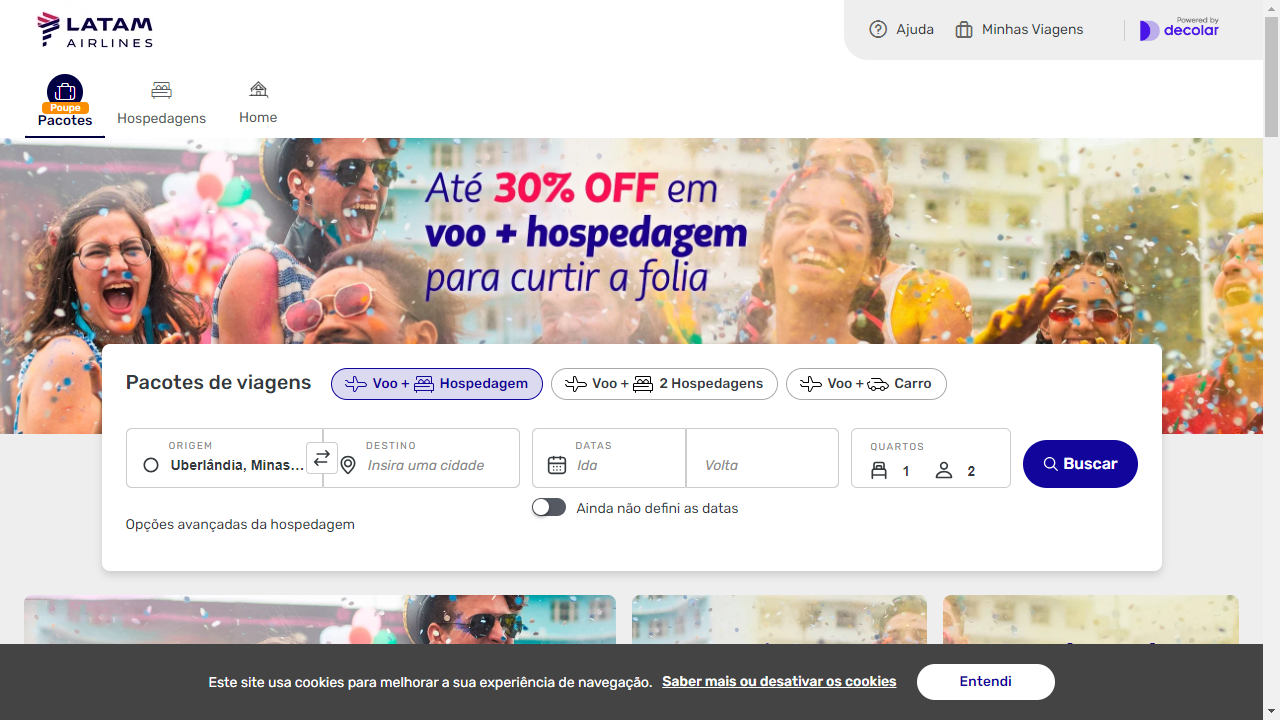 LATAM
AIRLINES
Ajuda
Minhas Viagens
Powered by
decolar
Poupe
Pacotes
Hospedagens
Home
Até 30% OFF em
voo + hospedagem
para curtir a folia
Pacotes de viagens
Voo + Hospedagem
Voo + 2 Hospedagens
Voo + Carro
ORIGEM
Uberlândia, Minas...
DESTINO
Insira uma cidade
DATAS
Ida
Volta
QUARTOS
1
2
Buscar
Ainda não defini as datas
Opções avançadas da hospedagem
Este site usa cookies para melhorar a sua experiência de navegação. Saber mais ou desativar os cookies
Entendi